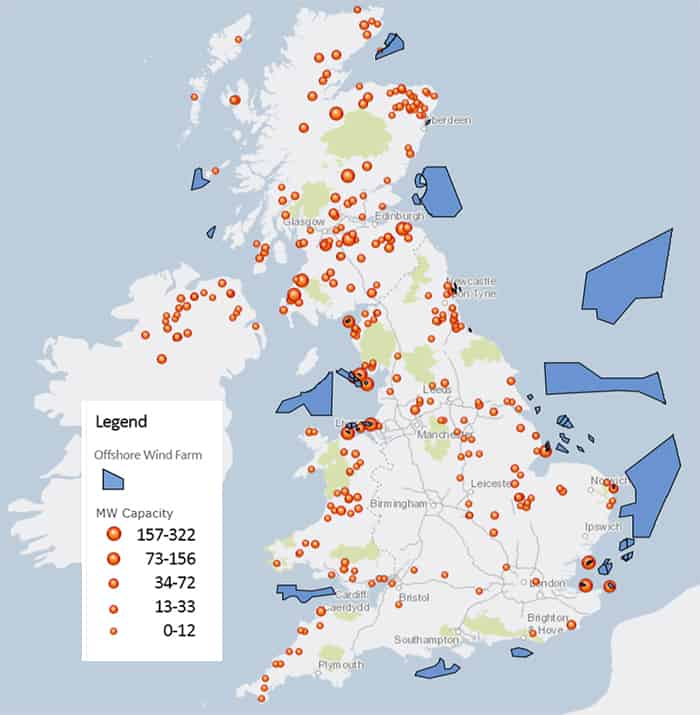 Aberdeen
Glasgow
Edinburgh
Newcastle
upon Tyne
Leeds
Manchester
Legend
Offshore Wind Farm
MW Capacity
157-322
73-156
34-72
13-33
0-12
Leicester
Norwich
Birmingham
Ipswich
Cardiff
Caerdydd
Bristol
London
Brighton
& Hove
Southampton
Plymouth